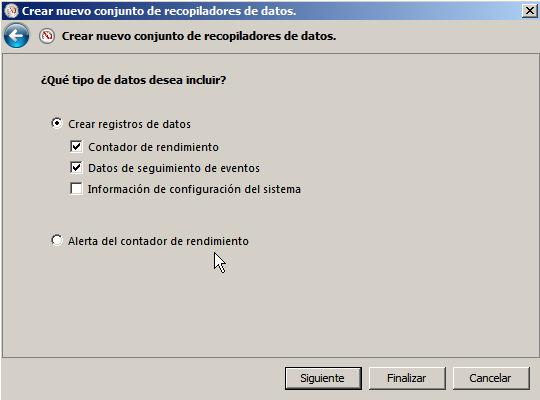 Crear nuevo conjunto de recopiladores de datos.
Crear nuevo conjunto de recopiladores de datos.
¿Qué tipo de datos desea incluir?
Crear registros de datos
Contador de rendimiento
Datos de seguimiento de eventos
Información de configuración del sistema
Alerta del contador de rendimiento
Siguiente Finalizar Cancelar